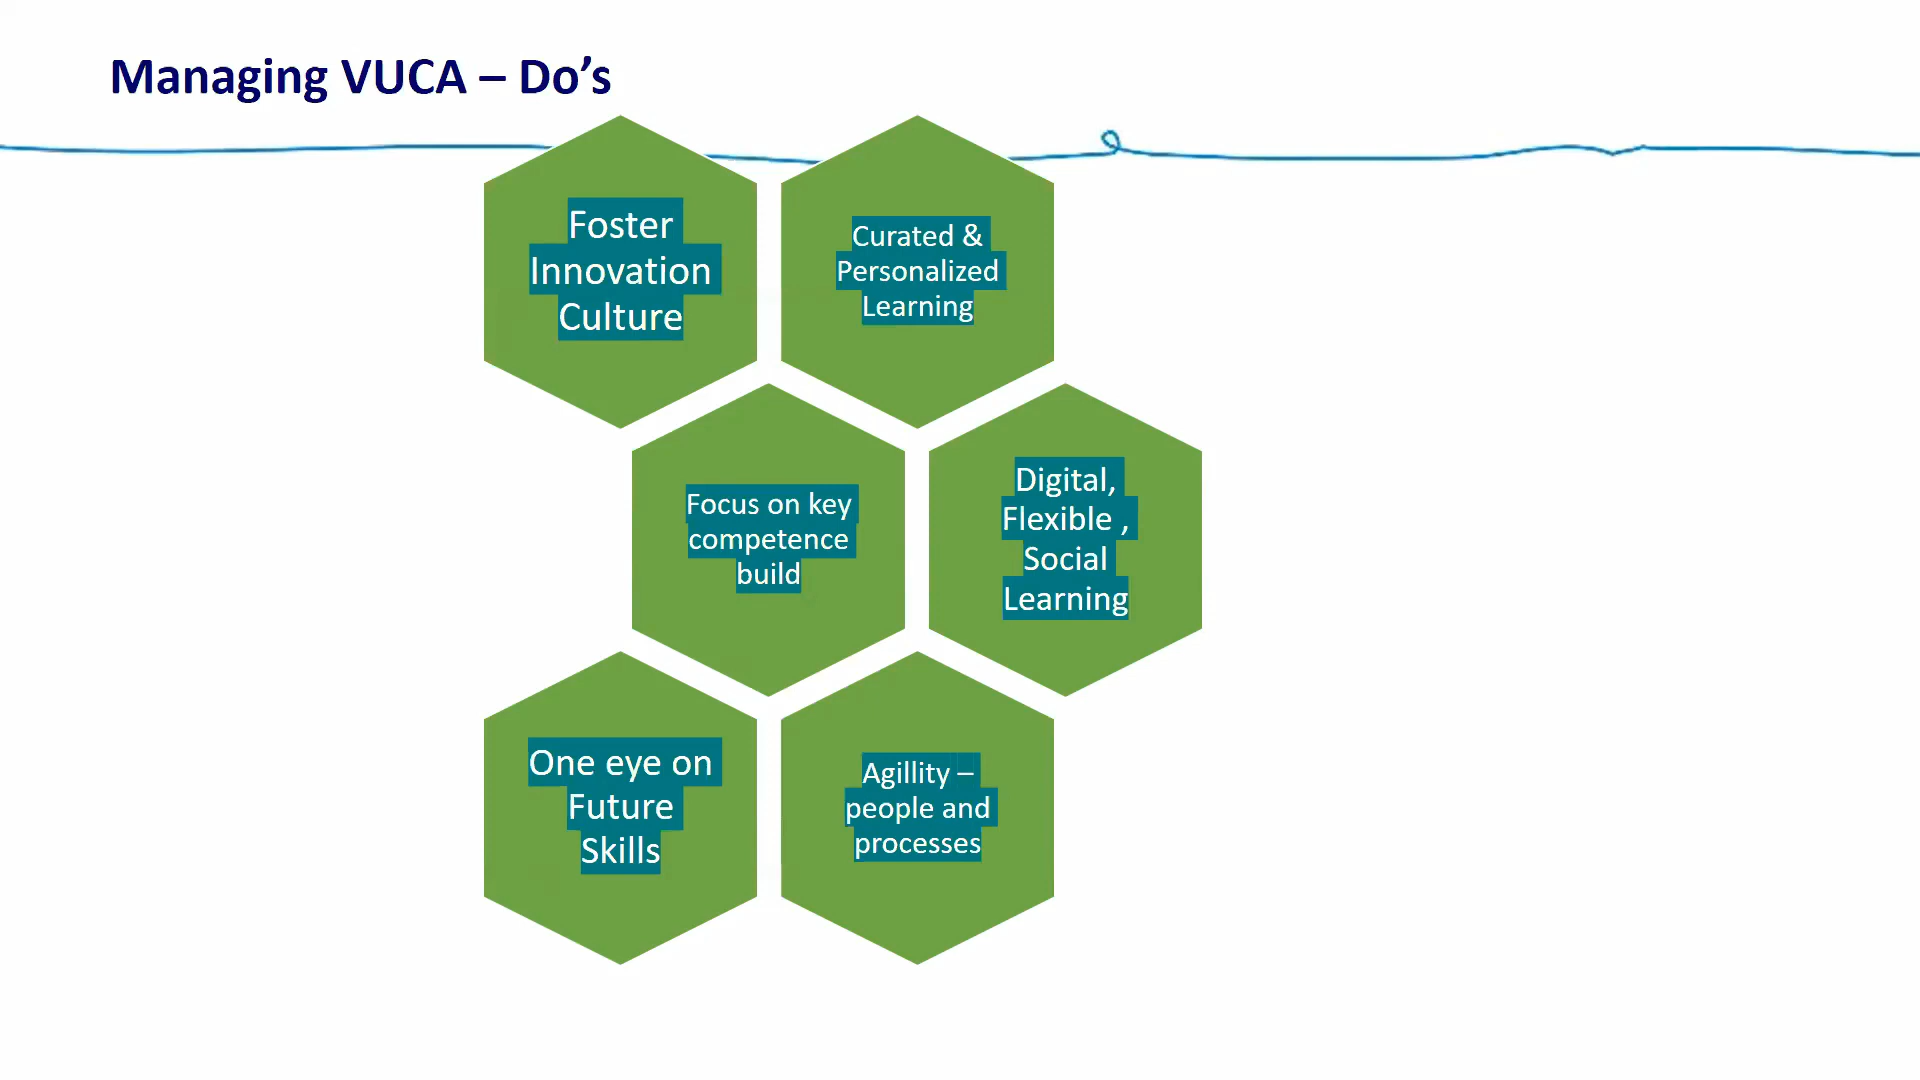 Managing VUCA – Do’s
Foster
Innovation
Culture
Curated &
Personalized
Learning
Focus on key
competence
build
Digital,
Flexible ,
Social
Learning
One eye on
Future
Skills
Agillity –
people and
processes